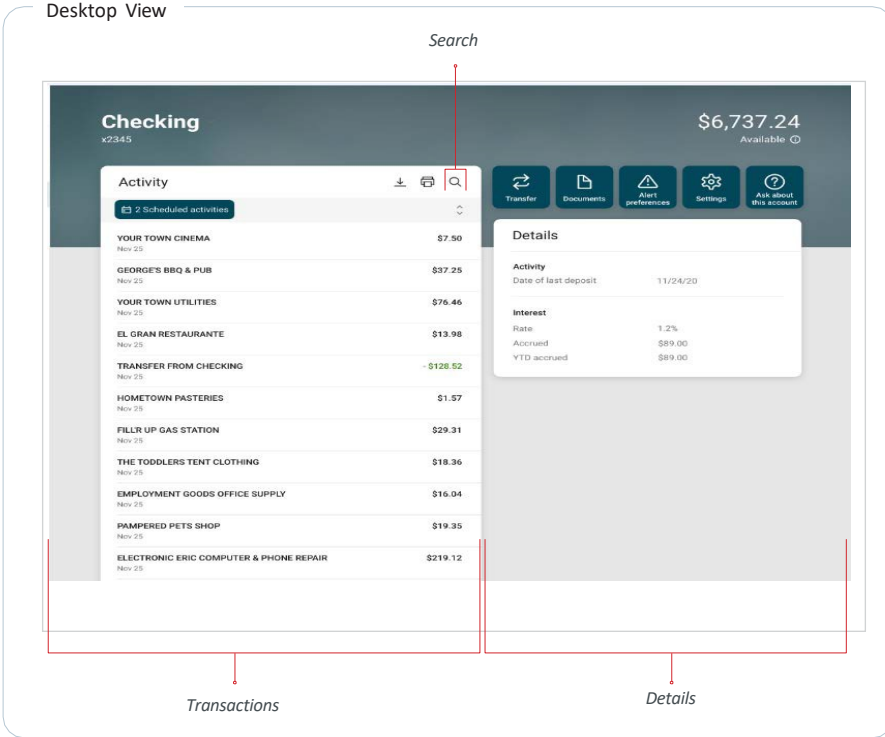 Desktop View
Search
Checking
x2345
$6,737.24
Available
Activity
2 Scheduled activities
YOUR TOWN CINEMA $7.50
Nov 25
GEORGE'S BBQ & PUB $37.25
Nov 25
YOUR TOWN UTILITIES $76.46
Nov 25
EL GRAN RESTAURANTE $13.98
Nov 25
TRANSFER FROM CHECKING - $128.52
Nov 25
HOMETOWN PASTERIES $1.57
Nov 25
FILL'R UP GAS STATION $29.31
Nov 25
THE TODDLERS TENT CLOTHING $18.36
Nov 25
EMPLOYMENT GOODS OFFICE SUPPLY $16.04
Nov 25
PAMPERED PETS SHOP $19.35
Nov 25
ELECTRONIC ERIC COMPUTER & PHONE REPAIR $219.12
Nov 25
Transfer
Documents
Alert
preferences
Settings
Ask about
this account
Details
Activity
Date of last deposit 11/24/20
Interest
Rate 1.2%
Accrued $89.00
YTD accrued $89.00
Transactions
Details